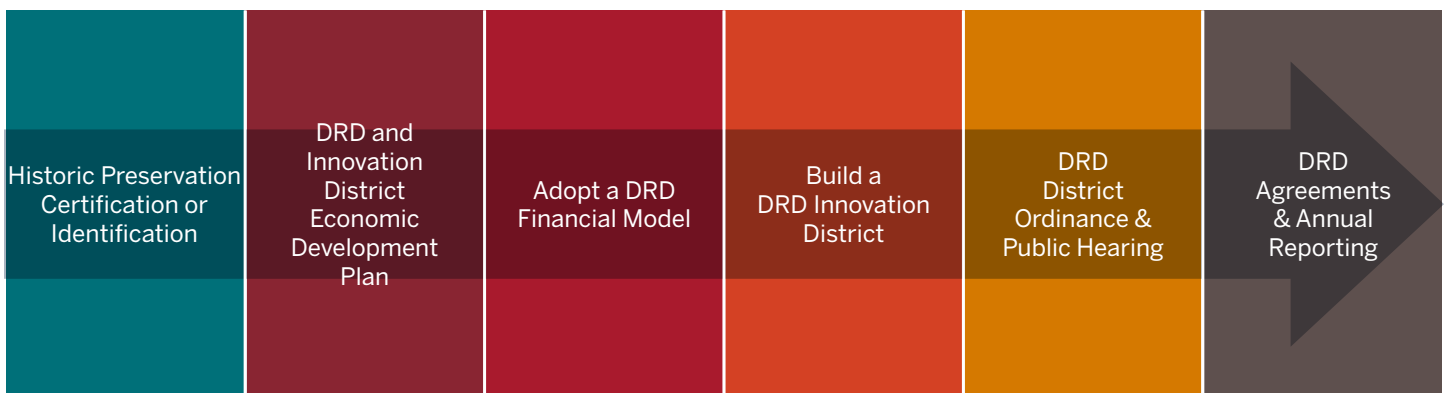 Historic Preservation
Certification or
Identification
DRD and
Innovation
District
Economic
Development
Plan
Adopt a DRD
Financial Model
Build a
DRD Innovation
District
DRD
District
Ordinance &
Public Hearing
DRD
Agreements
& Annual
Reporting